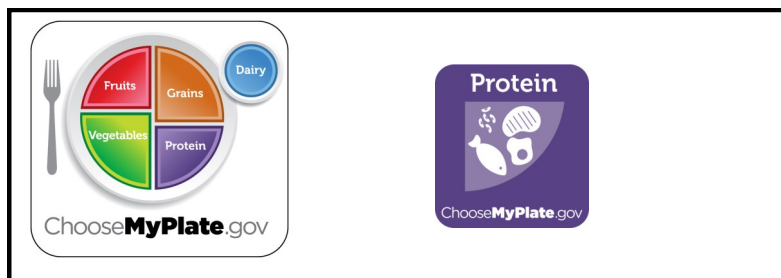 Dairy
Fruits
Grains
Vegetables
Protein
ChooseMyPlate.gov
Protein
ChooseMyPlate.gov